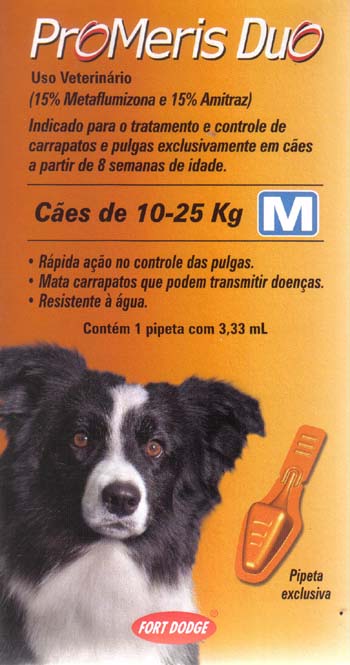 ProMeris Duo
Uso Veterinário
(15% Metaflumizona e 15% Amitraz)
Indicado para o tratamento e controle de
carrapatos e pulgas exclusivamente em cães
a partir de 8 semanas de idade.
Cães de 10-25 Kg M
• Rápida ação no controle das pulgas.
• Mata carrapatos que podem transmitir doenças.
• Resistente à água.
Contém 1 pipeta com 3,33 mL
Pipeta
exclusiva
FORT DODGE®